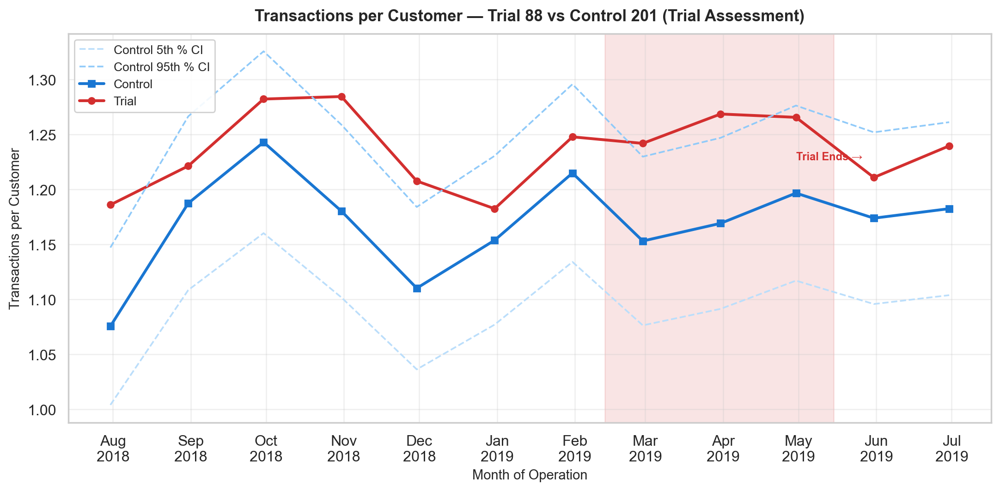 Transactions per Customer — Trial 88 vs Control 201 (Trial Assessment)
Control 5th % CI
Control 95th % CI
Control
Trial
Transactions per Customer
1.30
1.25
1.20
1.15
1.10
1.05
1.00
Trial Ends→
Aug Sep Oct Nov Dec Jan Feb Mar Apr May Jun Jul
2018 2018 2018 2018 2018 2019 2019 2019 2019 2019 2019 2019
Month of Operation